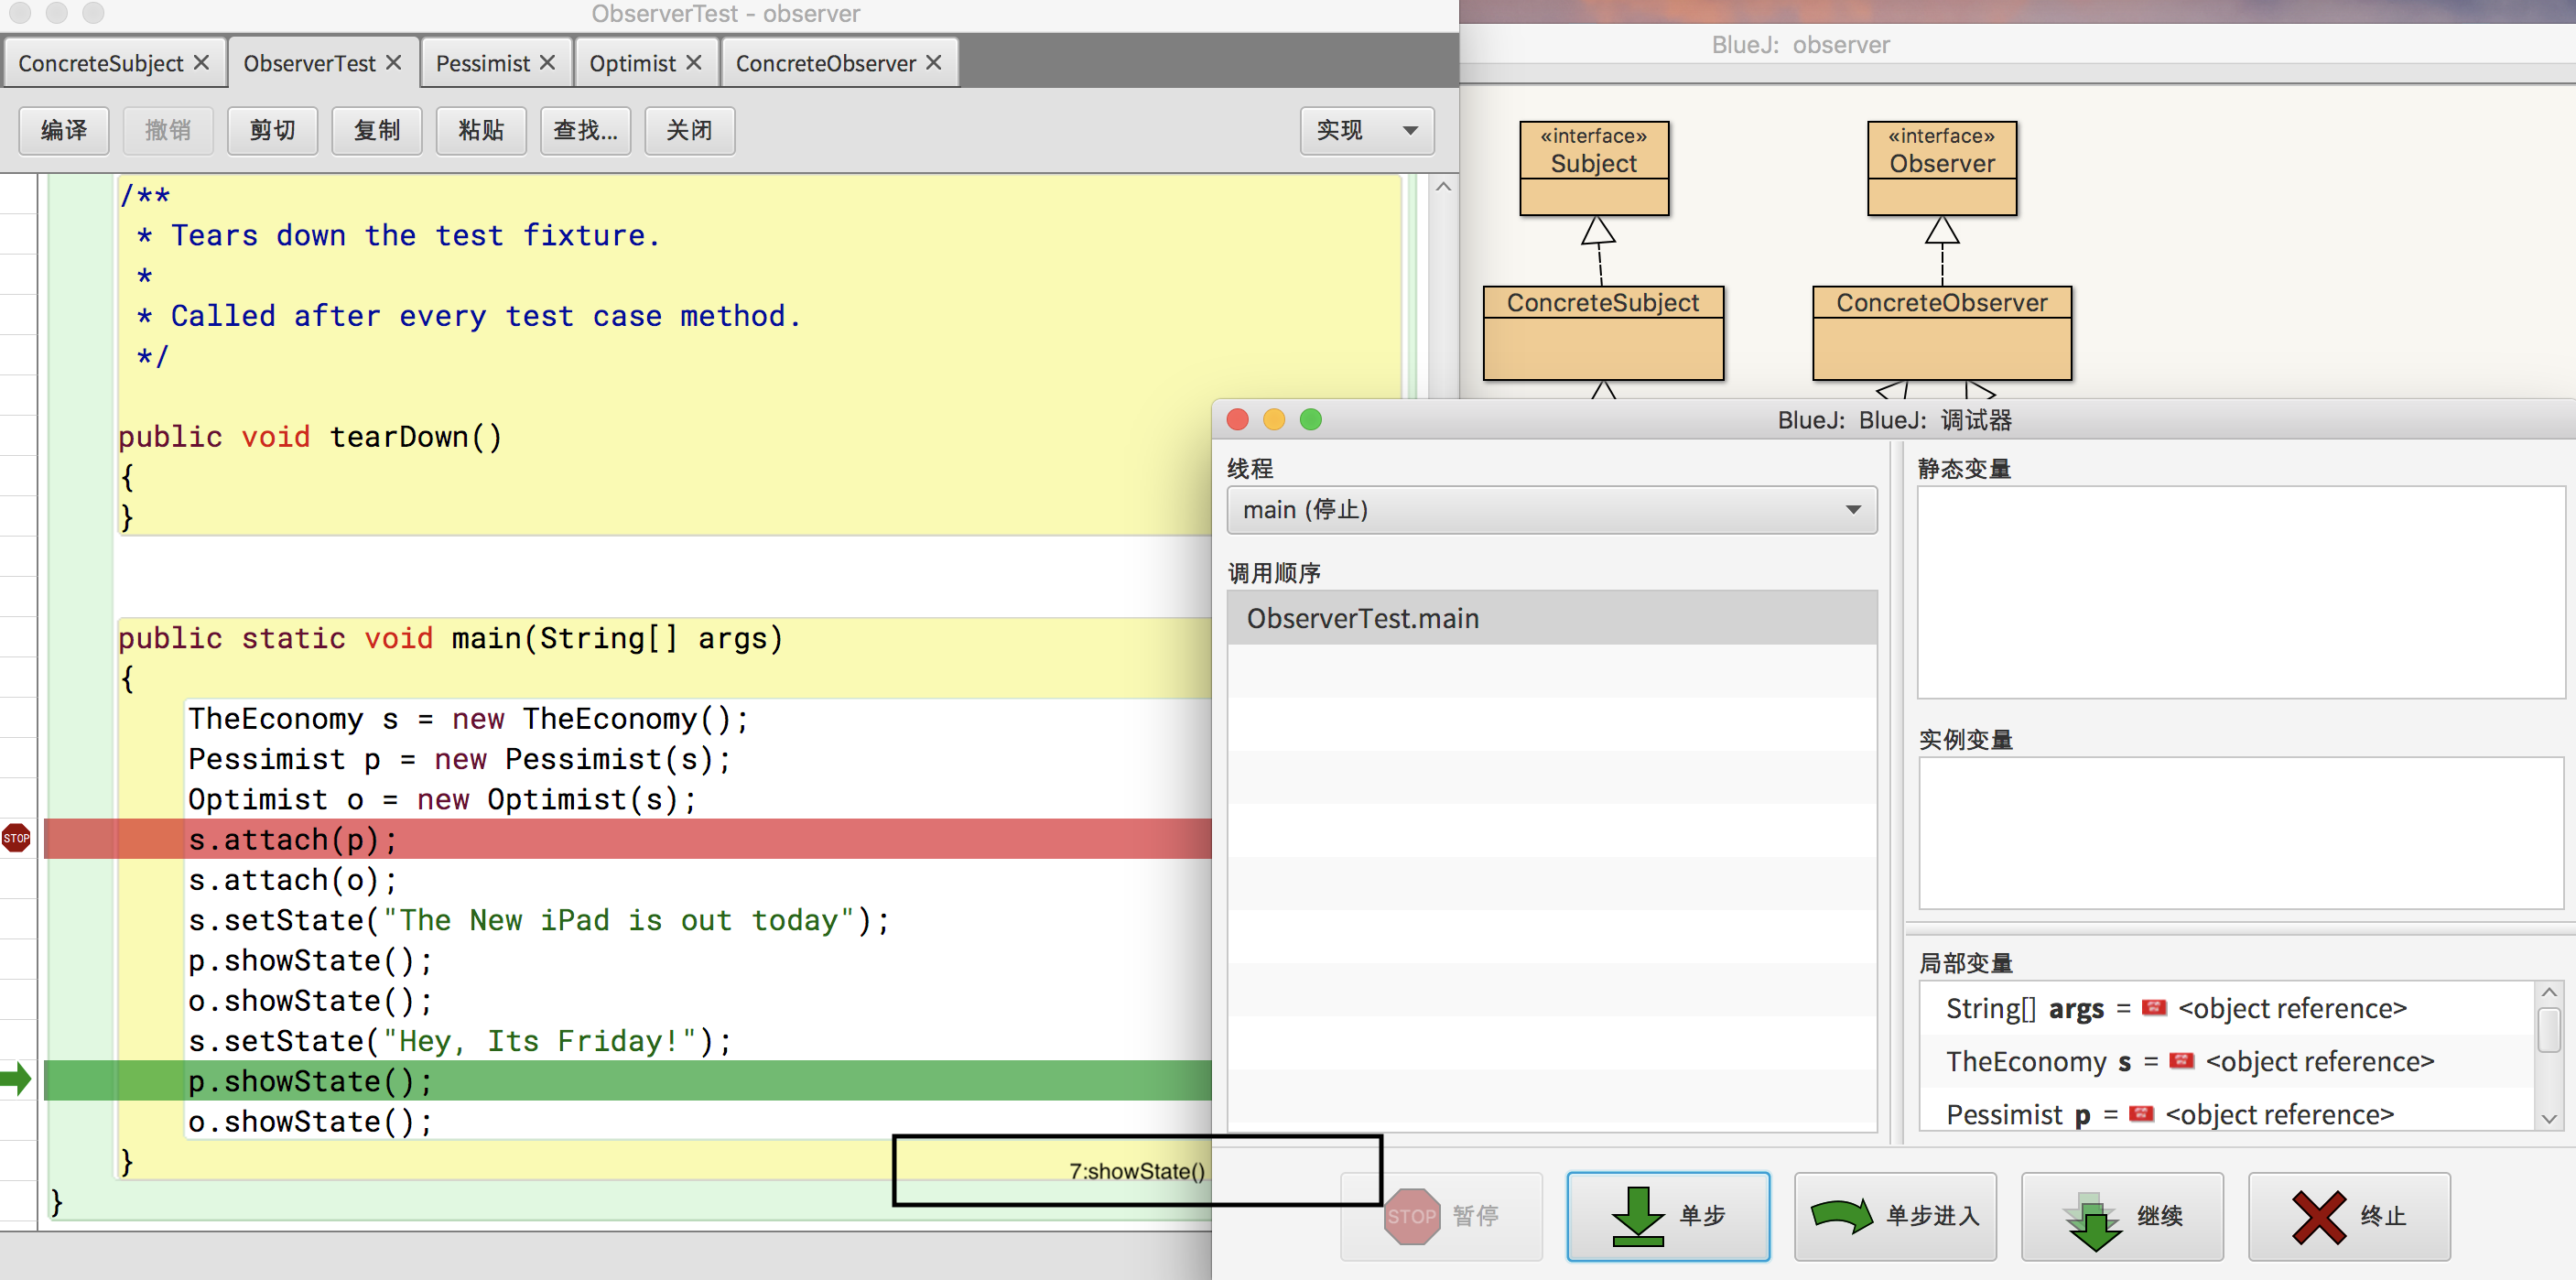 ObserverTest - observer
ConcreteSubject
ObserverTest
Pessimist
Optimist
ConcreteObserver
编译
撤销
剪切
复制
粘贴
查找...
关闭
实现
/**
* Tears down the test fixture.
*
* Called after every test case method.
*/
public void tearDown()
{
}
public static void main(String[] args)
{
TheEconomy s = new TheEconomy();
Pessimist p = new Pessimist(s);
Optimist o = new Optimist(s);
STOP
s.attach(p);
s.attach(o);
s.setState("The New iPad is out today");
p.showState();
o.showState();
s.setState("Hey, Its Friday!");
p.showState();
o.showState();
}
}
7:showState()
BlueJ: observer
«interface»
Subject
«interface»
Observer
ConcreteSubject
ConcreteObserver
BlueJ: BlueJ: 调试器
线程
main (停止)
调用顺序
ObserverTest.main
静态变量
实例变量
局部变量
String[] args = <object reference>
TheEconomy s = <object reference>
Pessimist p = <object reference>
STOP 暂停
单步
单步进入
继续
终止